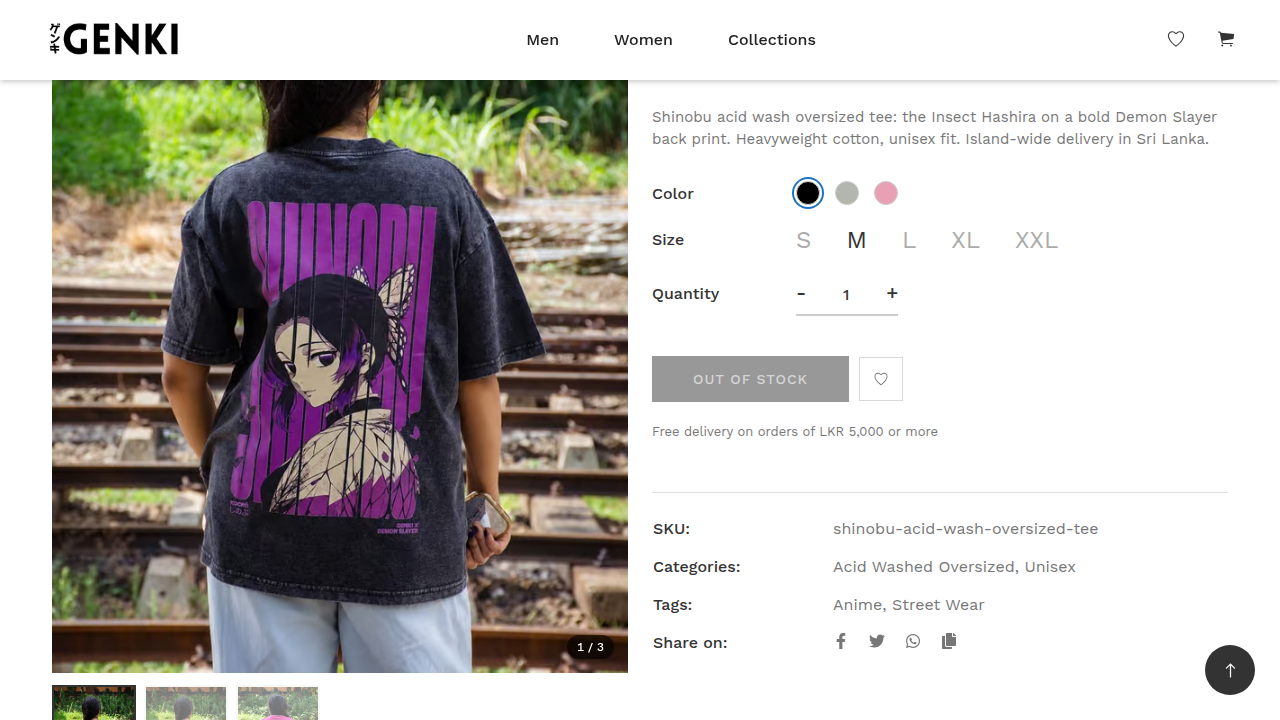 ゲンキ GENKI
Men
Women
Collections
Shinobu acid wash oversized tee: the Insect Hashira on a bold Demon Slayer
back print. Heavyweight cotton, unisex fit. Island-wide delivery in Sri Lanka.
Color
Size
S
M
L
XL
XXL
Quantity
-
1
+
OUT OF STOCK
Free delivery on orders of LKR 5,000 or more
SKU:
shinobu-acid-wash-oversized-tee
Categories:
Acid Washed Oversized, Unisex
Tags:
Anime, Street Wear
Share on:
SHINOBU
GENKI //
DEMON SLAYER
1 / 3